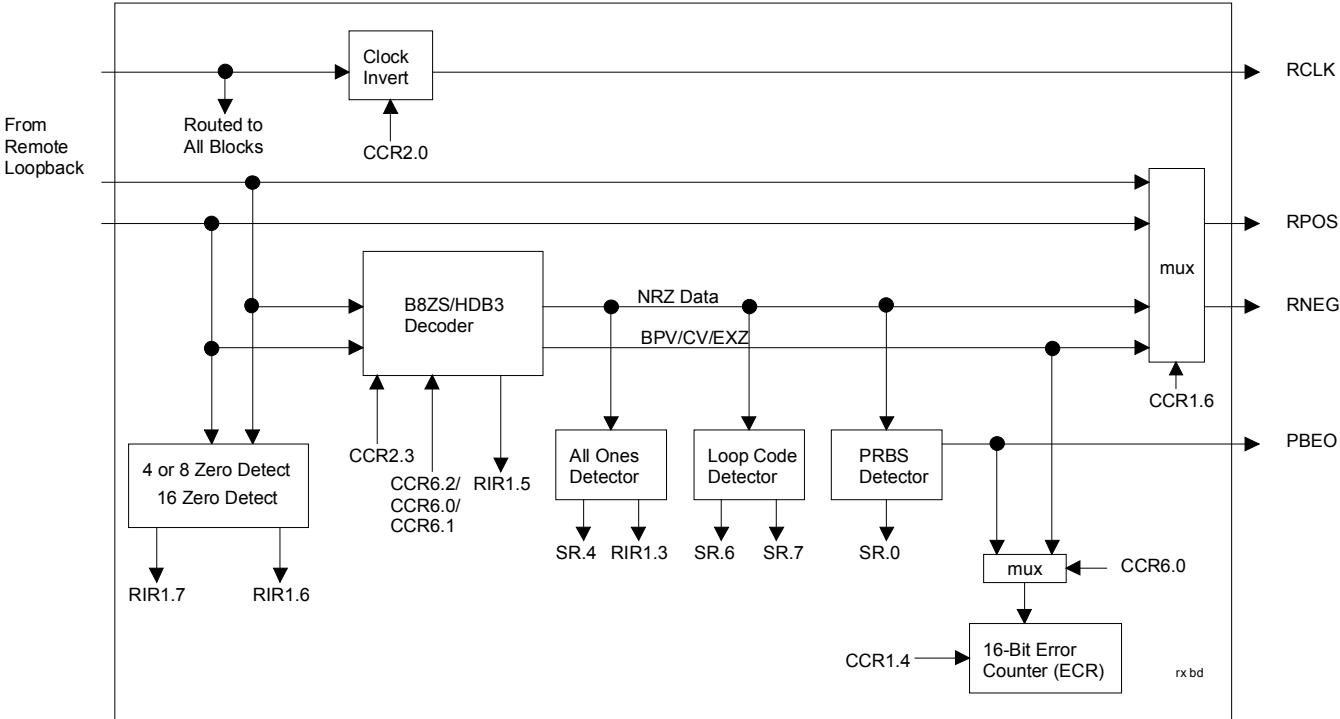 Clock
Invert
RCLK
From
Remote
Loopback
Routed to
All Blocks
CCR2.0
RPOS
mux
B8ZS/HDB3
Decoder
NRZ Data
RNEG
BPV/CV/EXZ
CCR1.6
4 or 8 Zero Detect
16 Zero Detect
CCR2.3
CCR6.2/
CCR6.0/
CCR6.1
RIR1.5
All Ones
Detector
Loop Code
Detector
PRBS
Detector
PBEO
SR.4
RIR1.3
SR.6
SR.7
SR.0
RIR1.7
RIR1.6
mux
CCR6.0
CCR1.4
16-Bit Error
Counter (ECR)
rx bd